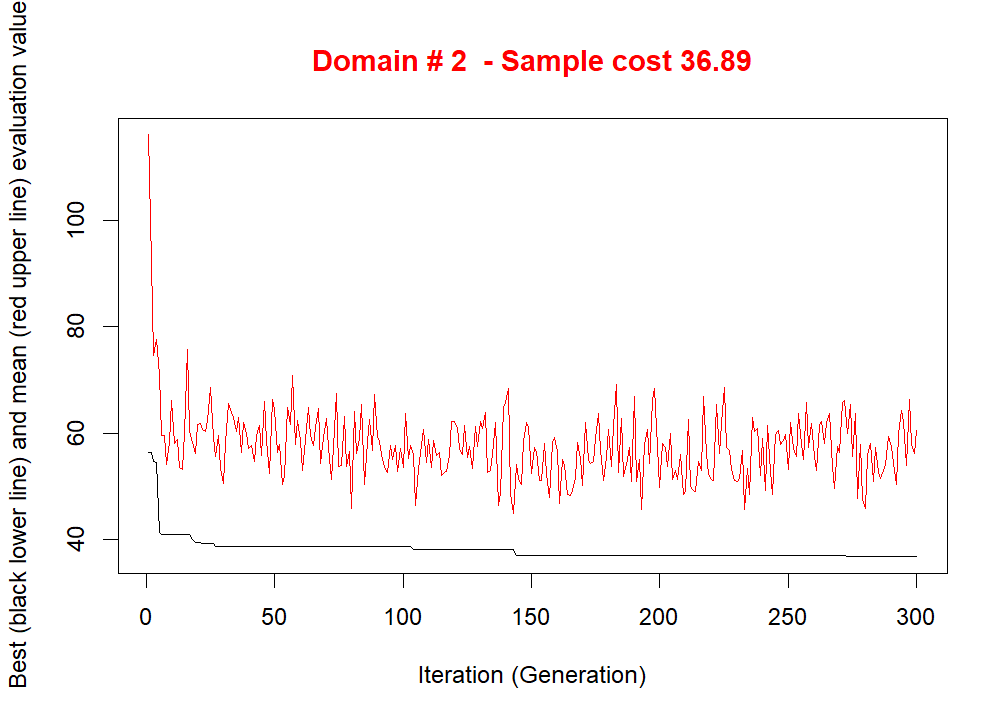 Domain # 2  - Sample cost 36.89
Best (black lower line) and mean (red upper line) evaluation value
100
80
60
40
0 50 100 150 200 250 300
Iteration (Generation)